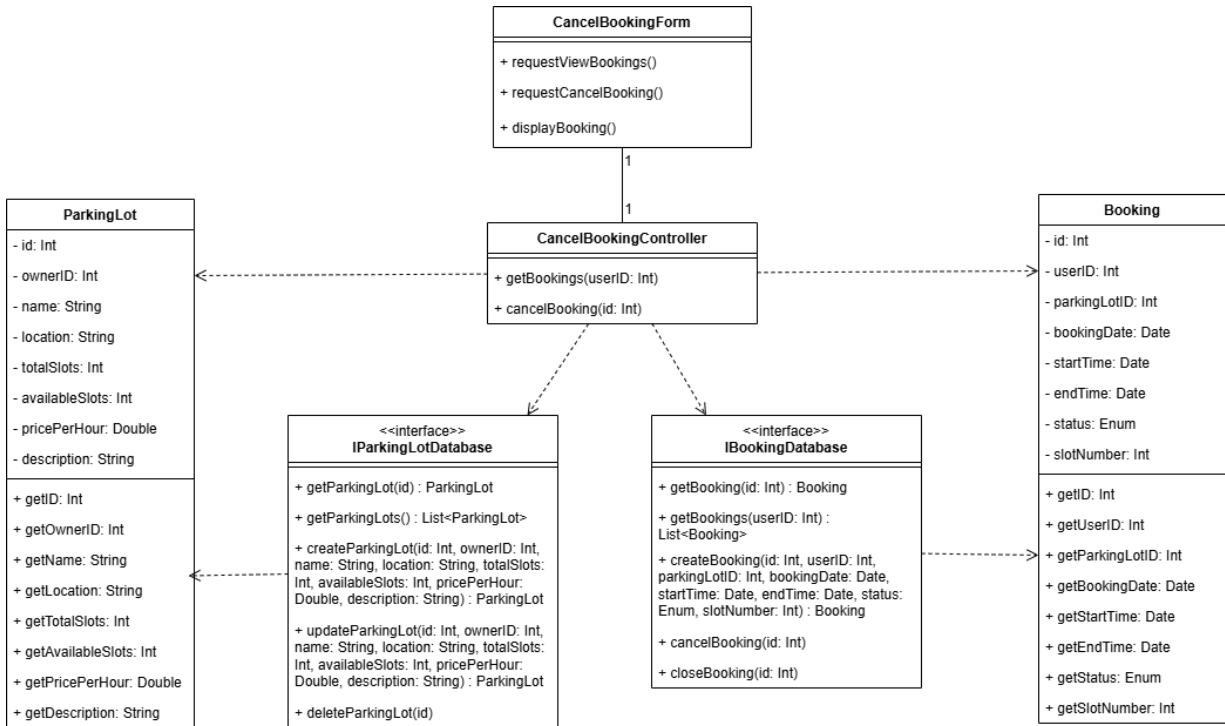 CancelBookingForm
+ requestViewBookings()
+ requestCancelBooking()
+ displayBooking()
1
1
CancelBookingController
+ getBookings(userID: Int)
+ cancelBooking(id: Int)
ParkingLot
- id: Int
- ownerID: Int
- name: String
- location: String
- totalSlots: Int
- availableSlots: Int
- pricePerHour: Double
- description: String
+ getID: Int
+ getOwnerID: Int
+ getName: String
+ getLocation: String
+ getTotalSlots: Int
+ getAvailableSlots: Int
+ getPricePerHour: Double
+ getDescription: String
<<interface>>
IParkingLotDatabase
+ getParkingLot(id) : ParkingLot
+ getParkingLots() : List<ParkingLot>
+ createParkingLot(id: Int, ownerID: Int,
name: String, location: String, totalSlots:
Int, availableSlots: Int, pricePerHour:
Double, description: String) : ParkingLot
+ updateParkingLot(id: Int, ownerID: Int,
name: String, location: String, totalSlots:
Int, availableSlots: Int, pricePerHour:
Double, description: String) : ParkingLot
+ deleteParkingLot(id)
<<interface>>
IBookingDatabase
+ getBooking(id: Int) : Booking
+ getBookings(userID: Int) :
List<Booking>
+ createBooking(id: Int, userID: Int,
parkingLotID: Int, bookingDate: Date,
startTime: Date, endTime: Date, status:
Enum, slotNumber: Int) : Booking
+ cancelBooking(id: Int)
+ closeBooking(id: Int)
Booking
- id: Int
- userID: Int
- parkingLotID: Int
- bookingDate: Date
- startTime: Date
- endTime: Date
- status: Enum
- slotNumber: Int
+ getID: Int
+ getUserID: Int
+ getParkingLotID: Int
+ getBookingDate: Date
+ getStartTime: Date
+ getEndTime: Date
+ getStatus: Enum
+ getSlotNumber: Int